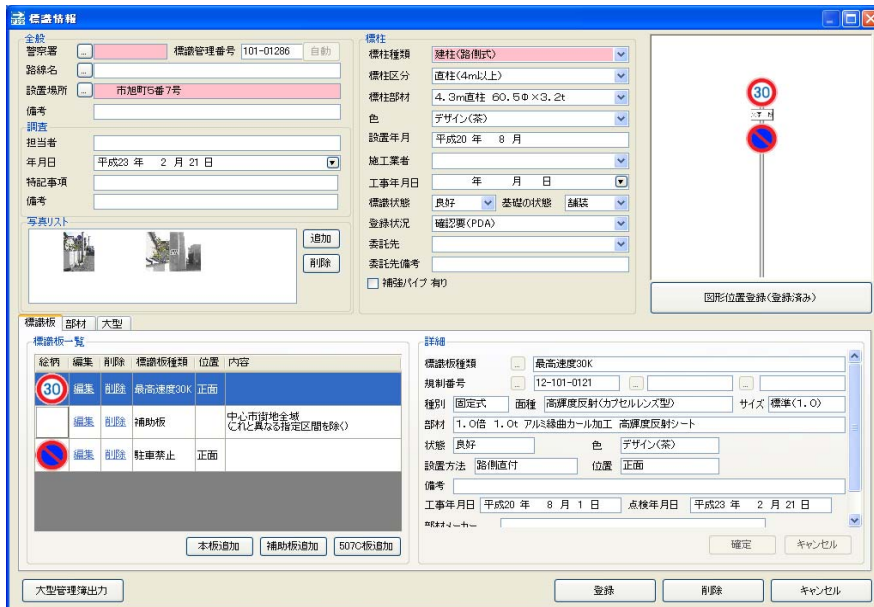 標識情報
全般
警察署 ... 標識管理番号 101-01286 自動
路線名 ...
設置場所 ... 市旭町5番7号
備考
調査
担当者
年月日 平成23 年 2 月 21 日
特記事項
備考
写真リスト
追加
削除
標柱
標柱種類 建柱(路側式)
標柱区分 直柱(4m以上)
標柱部材 4.3m直柱 60.5Φ×3.2t
色 デザイン(茶)
設置年月 平成20 年 8 月
施工業者
工事年月日 年 月 日
標識状態 良好 基礎の状態 舗装
登録状況 確認要(PDA)
委託先
委託先備考
補強パイプ 有り
30
図形位置登録(登録済み)
標識板 部材 大型
標識板一覧
絵柄 編集 削除 標識板種類 位置 内容
30 編集 削除 最高速度30K 正面
編集 削除 補助板 中心市街地全域
(これと異なる指定区間を除く)
編集 削除 駐車禁止 正面
本板追加 補助板追加 507C板追加
詳細
標識板種類 ... 最高速度30K
規制番号 ... 12-101-0121 ... ...
種別 固定式 面種 高輝度反射(カプセルレンズ型) サイズ 標準(1.0)
部材 1.0倍 1.0t アルミ縁曲カール加工 高輝度反射シート
状態 良好 色 デザイン(茶)
設置方法 路側直付 位置 正面
備考
工事年月日 平成20 年 8 月 1 日 点検年月日 平成23 年 2 月 21 日
部材メーカー
確定 キャンセル
大型管理簿出力 登録 削除 キャンセル